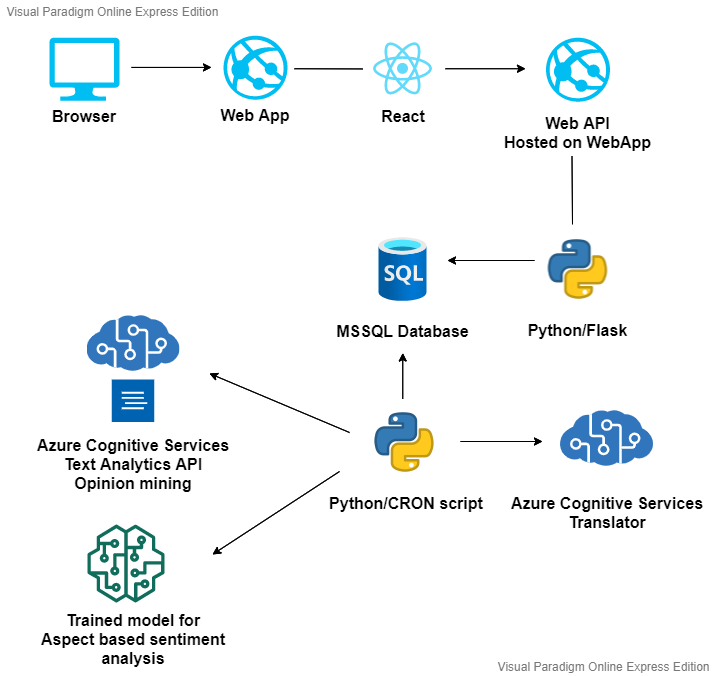 Visual Paradigm Online Express Edition
Browser
Web App
React
Web API
Hosted on WebApp
SQL
MSSQL Database
Python/Flask
Azure Cognitive Services
Text Analytics API
Opinion mining
Python/CRON script
Azure Cognitive Services
Translator
Trained model for
Aspect based sentiment
analysis
Visual Paradigm Online Express Edition